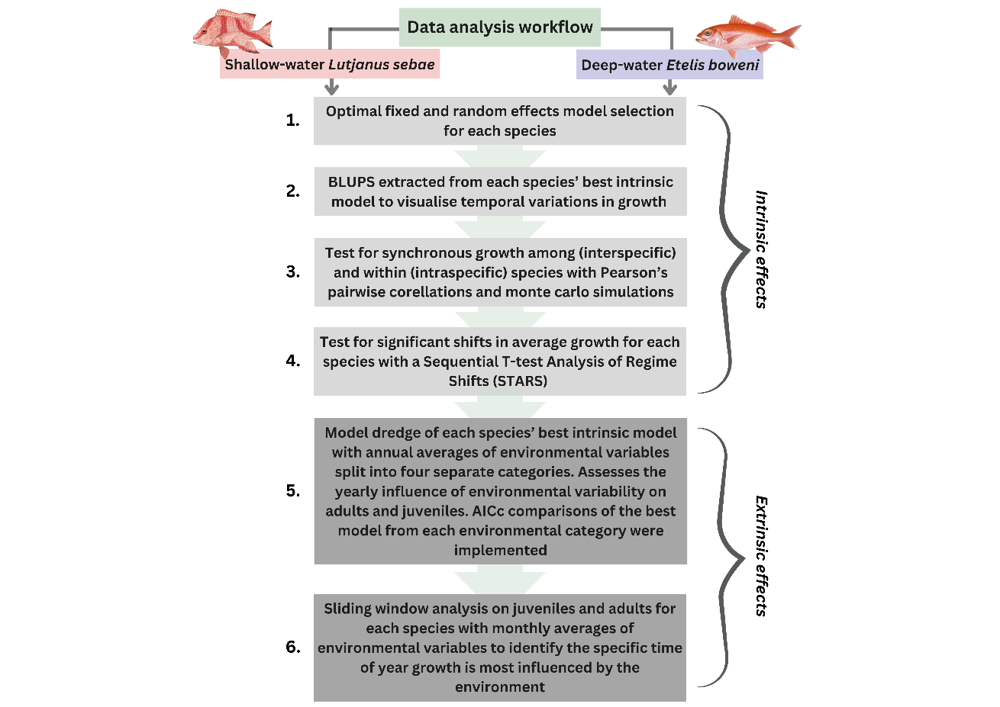 Data analysis workflow
Shallow-water Lutjanus sebae
Deep-water Etelis boweni
1.
Optimal fixed and random effects model selection
for each species
2.
BLUPS extracted from each species’ best intrinsic
model to visualise temporal variations in growth
3.
Test for synchronous growth among (interspecific)
and within (intraspecific) species with Pearson’s
pairwise corellations and monte carlo simulations
4.
Test for significant shifts in average growth for each
species with a Sequential T-test Analysis of Regime
Shifts (STARS)
Intrinsic effects
5.
Model dredge of each species’ best intrinsic model
with annual averages of environmental variables
split into four separate categories. Assesses the
yearly influence of environmental variability on
adults and juveniles. AICc comparisons of the best
model from each environmental category were
implemented
6.
Sliding window analysis on juveniles and adults for
each species with monthly averages of
environmental variables to identify the specific time
of year growth is most influenced by the
environment
Extrinsic effects